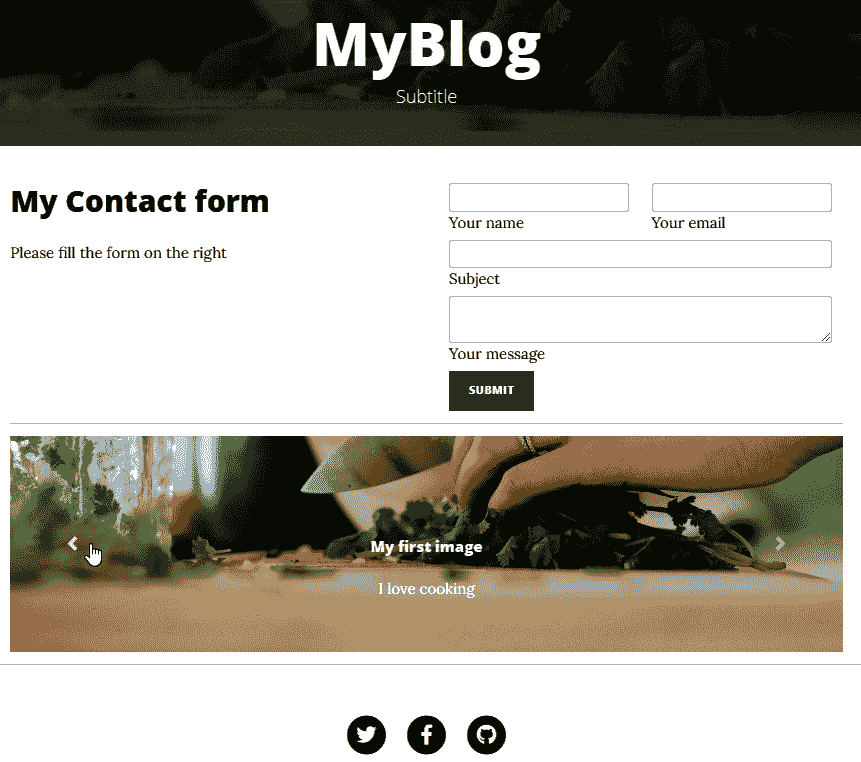 MyBlog
Subtitle
My Contact form
Please fill the form on the right
Your name
Your email
Subject
Your message
SUBMIT
My first image
I love cooking